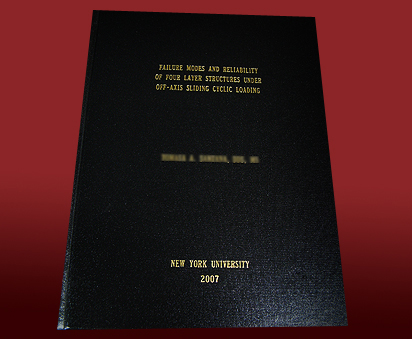 FAILURE MODES AND RELIABILITY
OF FOUR LAYER STRUCTURES UNDER
OFF-AXIS SLIDING CYCLIC LOADING
NEW YORK UNIVERSITY
2007